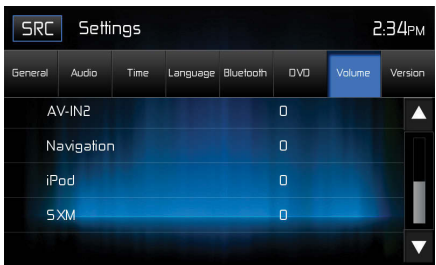 SRC Settings 2:34PM
General Audio Time Language Bluetooth DVD Volume Version
AV-IN2 0
Navigation 0
iPod 0
SXM 0